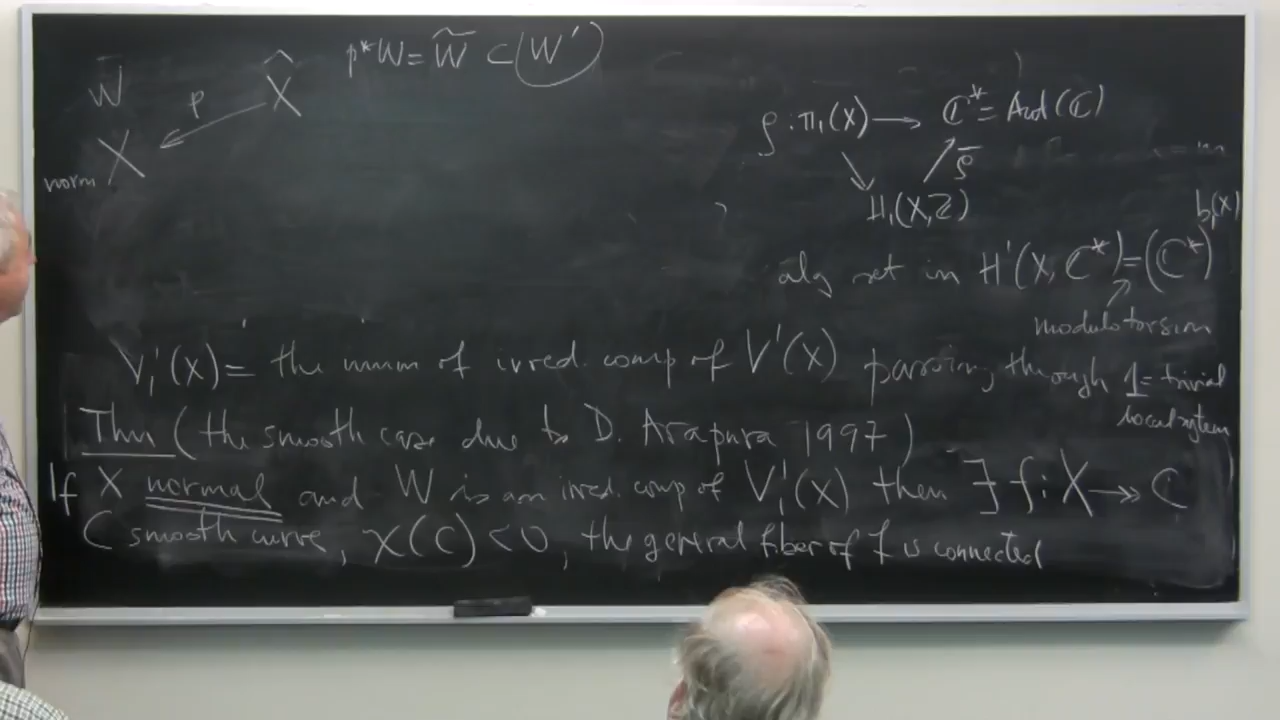 p*W = W̃ ⊂ W'
W X̂
p
X
norm
ρ: π₁(X) → ℂ* = Aut(ℂ)
ρ̄
H₁(X,ℤ)
b₁(X)
alg set in H¹(X, ℂ*) = (ℂ*)
modulo torsion
V₁¹(X) = the union of irred. comp of V¹(X) passing through 1 = trivial
local system
Thm (the smooth case due to D. Arapura 1997)
If X normal and W is an irred. comp of V₁¹(X) then ∃ f: X ↠ C
C smooth curve, χ(C) < 0, the general fiber of f is connected